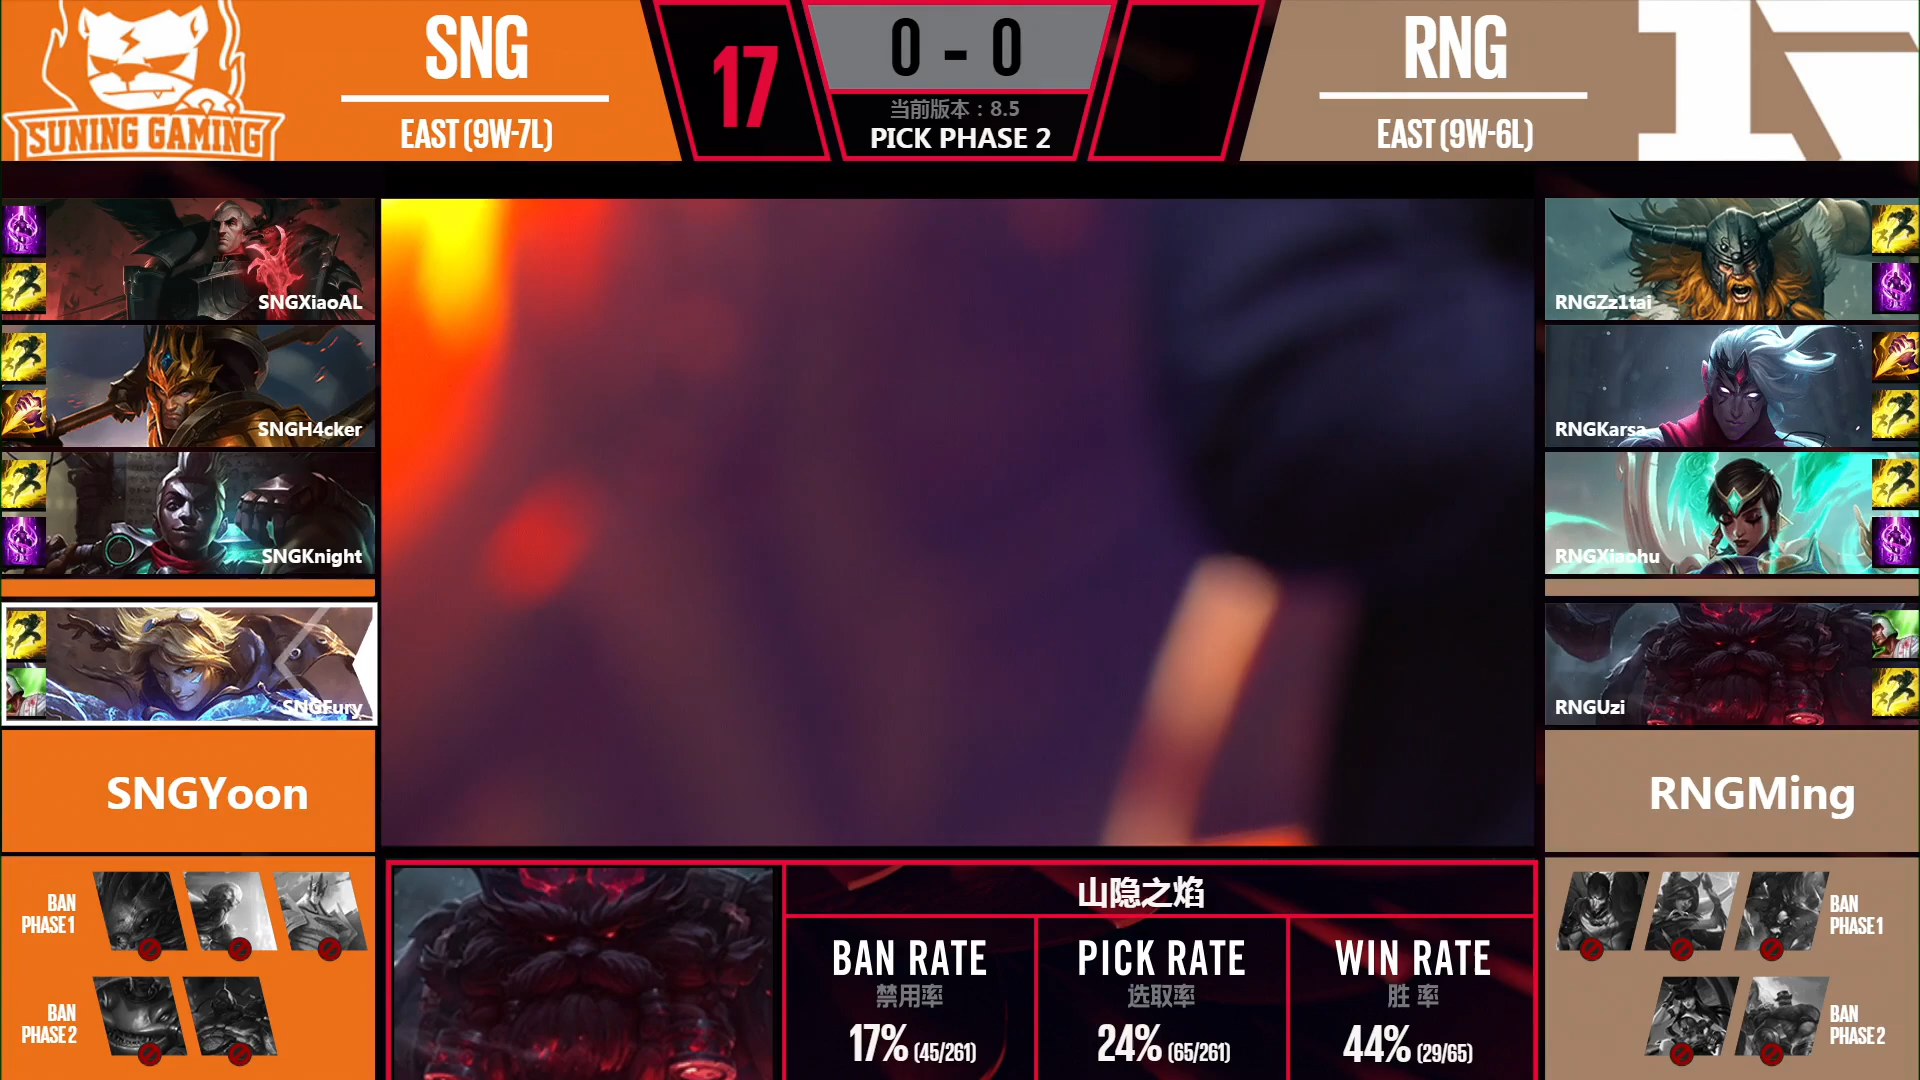 SUNING GAMING
SNG
EAST (9W-7L)
17
0 - 0
当前版本：8.5
PICK PHASE 2
RNG
EAST (9W-6L)
SNGXiaoAL
SNGH4cker
SNGKnight
SNGFury
SNGYoon
RNGZz1tai
RNGKarsa
RNGXiaohu
RNGUzi
RNGMing
BAN
PHASE 1
BAN
PHASE 2
山隐之焰
BAN RATE
禁用率
17% (45/261)
PICK RATE
选取率
24% (65/261)
WIN RATE
胜 率
44% (29/65)
BAN
PHASE 1
BAN
PHASE 2